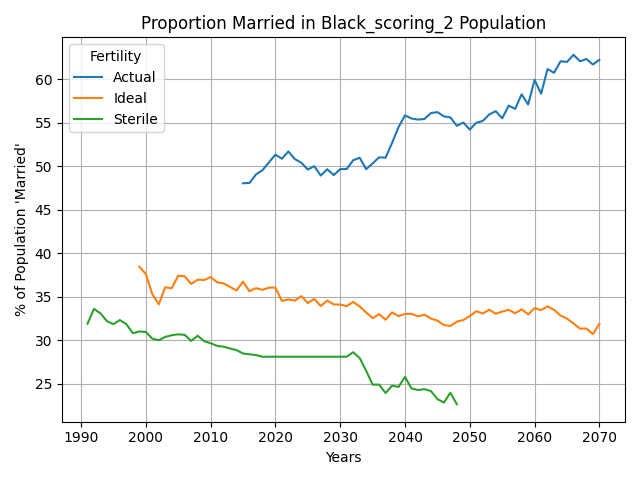 Proportion Married in Black_scoring_2 Population
% of Population 'Married'
Fertility
Actual
Ideal
Sterile
60
55
50
45
40
35
30
25
1990 2000 2010 2020 2030 2040 2050 2060 2070
Years